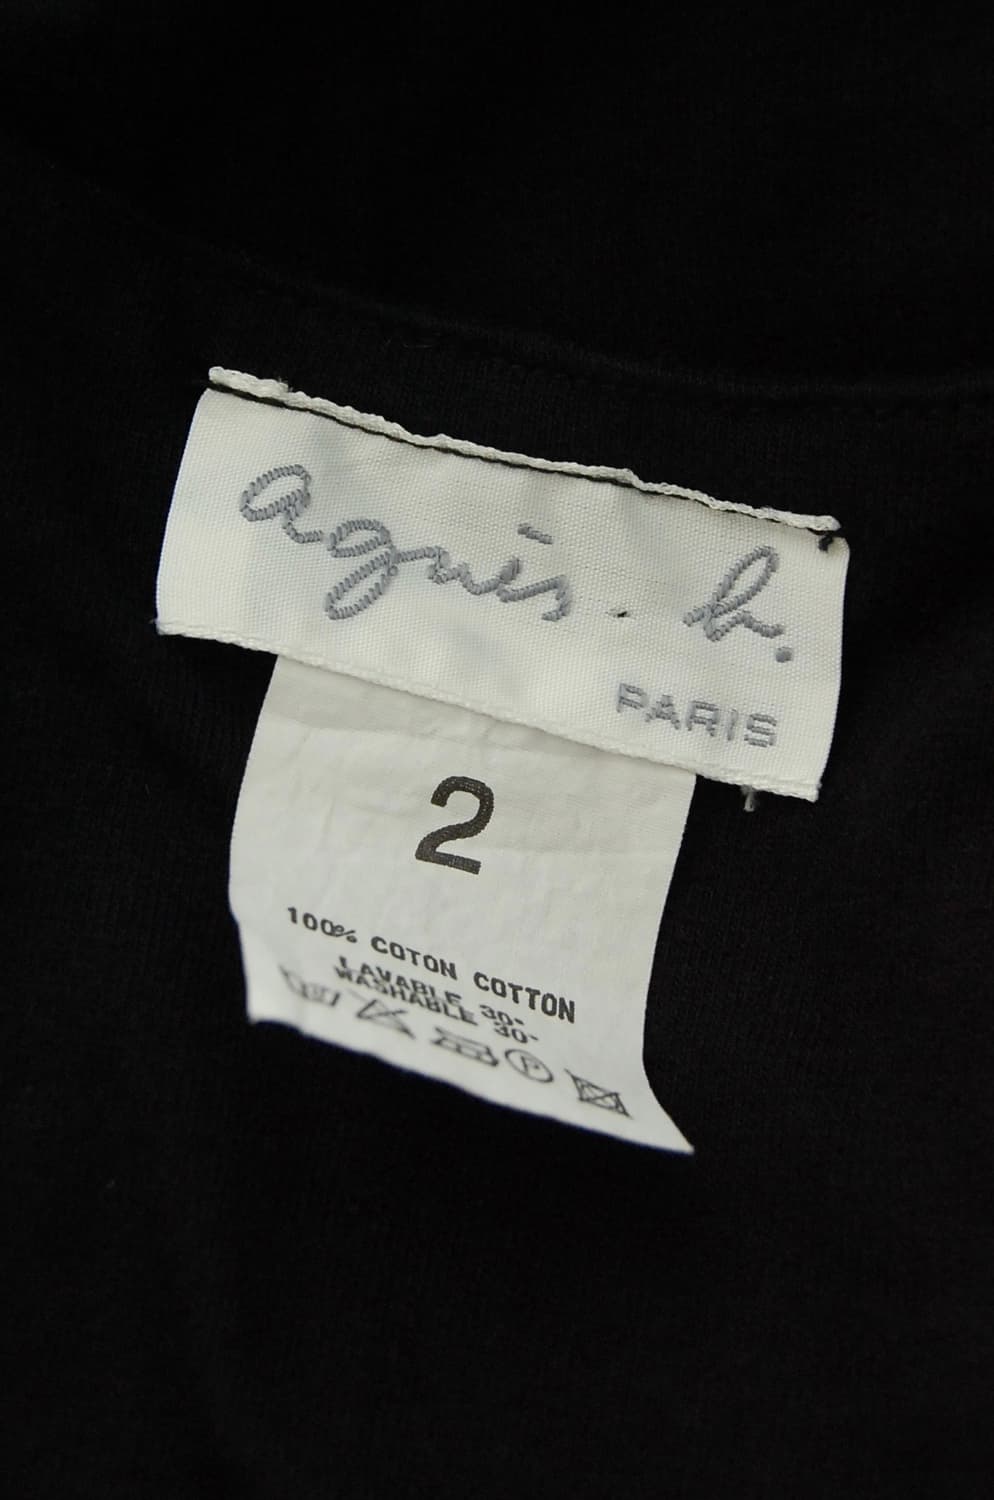 agnès b.
PARIS
2
100% COTON COTTON
LAVABLE 30-
WASHABLE 30-
P